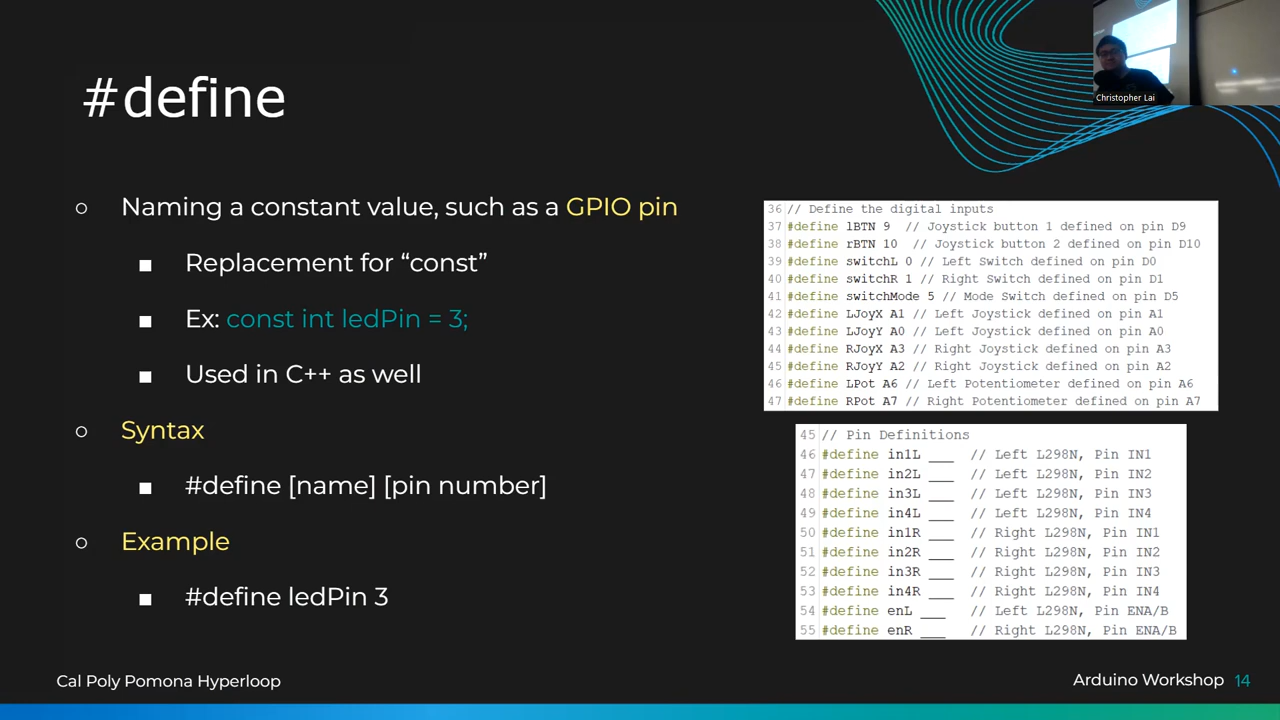 #define
Christopher Lai
○ Naming a constant value, such as a GPIO pin
■ Replacement for “const”
■ Ex: const int ledPin = 3;
■ Used in C++ as well
○ Syntax
■ #define [name] [pin number]
○ Example
■ #define ledPin 3
36 // Define the digital inputs
37 #define lBTN 9 // Joystick button 1 defined on pin D9
38 #define rBTN 10 // Joystick button 2 defined on pin D10
39 #define switchL 0 // Left Switch defined on pin D0
40 #define switchR 1 // Right Switch defined on pin D1
41 #define switchMode 5 // Mode Switch defined on pin D5
42 #define LJoyX A1 // Left Joystick defined on pin A1
43 #define LJoyY A0 // Left Joystick defined on pin A0
44 #define RJoyX A3 // Right Joystick defined on pin A3
45 #define RJoyY A2 // Right Joystick defined on pin A2
46 #define LPot A6 // Left Potentiometer defined on pin A6
47 #define RPot A7 // Right Potentiometer defined on pin A7
45 // Pin Definitions
46 #define in1L ___ // Left L298N, Pin IN1
47 #define in2L ___ // Left L298N, Pin IN2
48 #define in3L ___ // Left L298N, Pin IN3
49 #define in4L ___ // Left L298N, Pin IN4
50 #define in1R ___ // Right L298N, Pin IN1
51 #define in2R ___ // Right L298N, Pin IN2
52 #define in3R ___ // Right L298N, Pin IN3
53 #define in4R ___ // Right L298N, Pin IN4
54 #define enL ___ // Left L298N, Pin ENA/B
55 #define enR ___ // Right L298N, Pin ENA/B
Cal Poly Pomona Hyperloop
Arduino Workshop 14